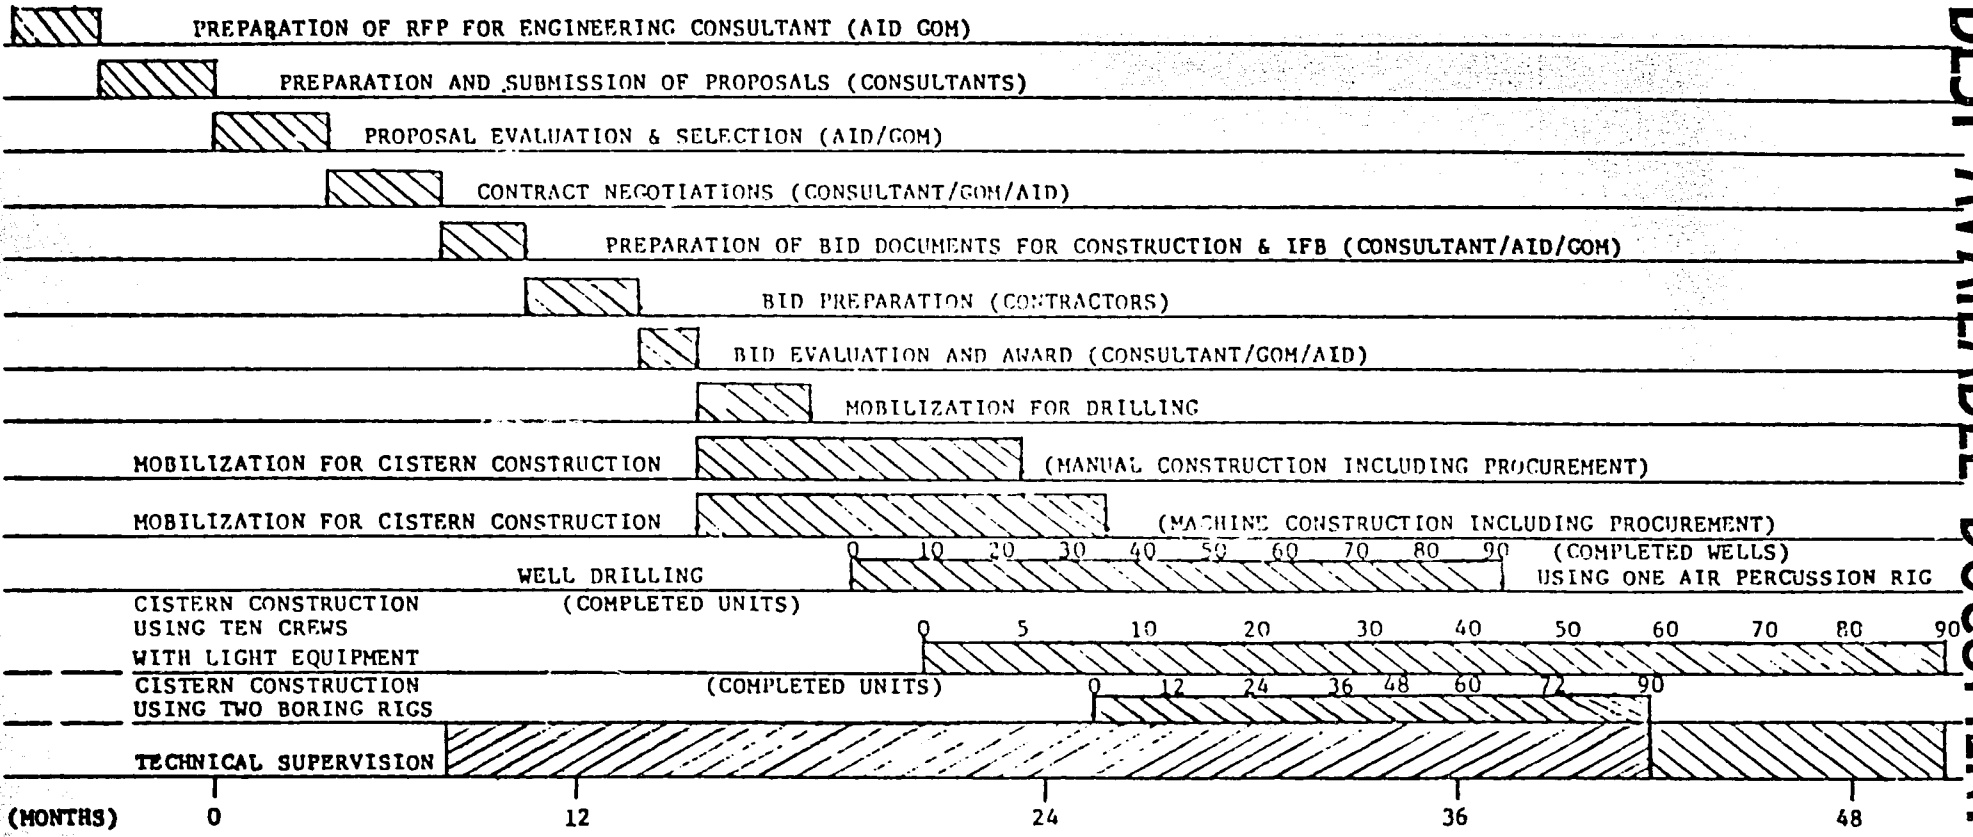 PREPARATION OF RFP FOR ENGINEERING CONSULTANT (AID GOM)
PREPARATION AND SUBMISSION OF PROPOSALS (CONSULTANTS)
PROPOSAL EVALUATION & SELECTION (AID/GOM)
CONTRACT NEGOTIATIONS (CONSULTANT/GOM/AID)
PREPARATION OF BID DOCUMENTS FOR CONSTRUCTION & IFB (CONSULTANT/AID/GOM)
BID PREPARATION (CONTRACTORS)
BID EVALUATION AND AWARD (CONSULTANT/GOM/AID)
MOBILIZATION FOR DRILLING
MOBILIZATION FOR CISTERN CONSTRUCTION (MANUAL CONSTRUCTION INCLUDING PROCUREMENT)
MOBILIZATION FOR CISTERN CONSTRUCTION (MACHINE CONSTRUCTION INCLUDING PROCUREMENT)
0 10 20 30 40 50 60 70 80 90 (COMPLETED WELLS)
WELL DRILLING USING ONE AIR PERCUSSION RIG
CISTERN CONSTRUCTION (COMPLETED UNITS)
USING TEN CREWS 0 5 10 20 30 40 50 60 70 80 90
WITH LIGHT EQUIPMENT
CISTERN CONSTRUCTION (COMPLETED UNITS) 0 12 24 36 48 60 72 90
USING TWO BORING RIGS
TECHNICAL SUPERVISION
(MONTHS) 0 12 24 36 48